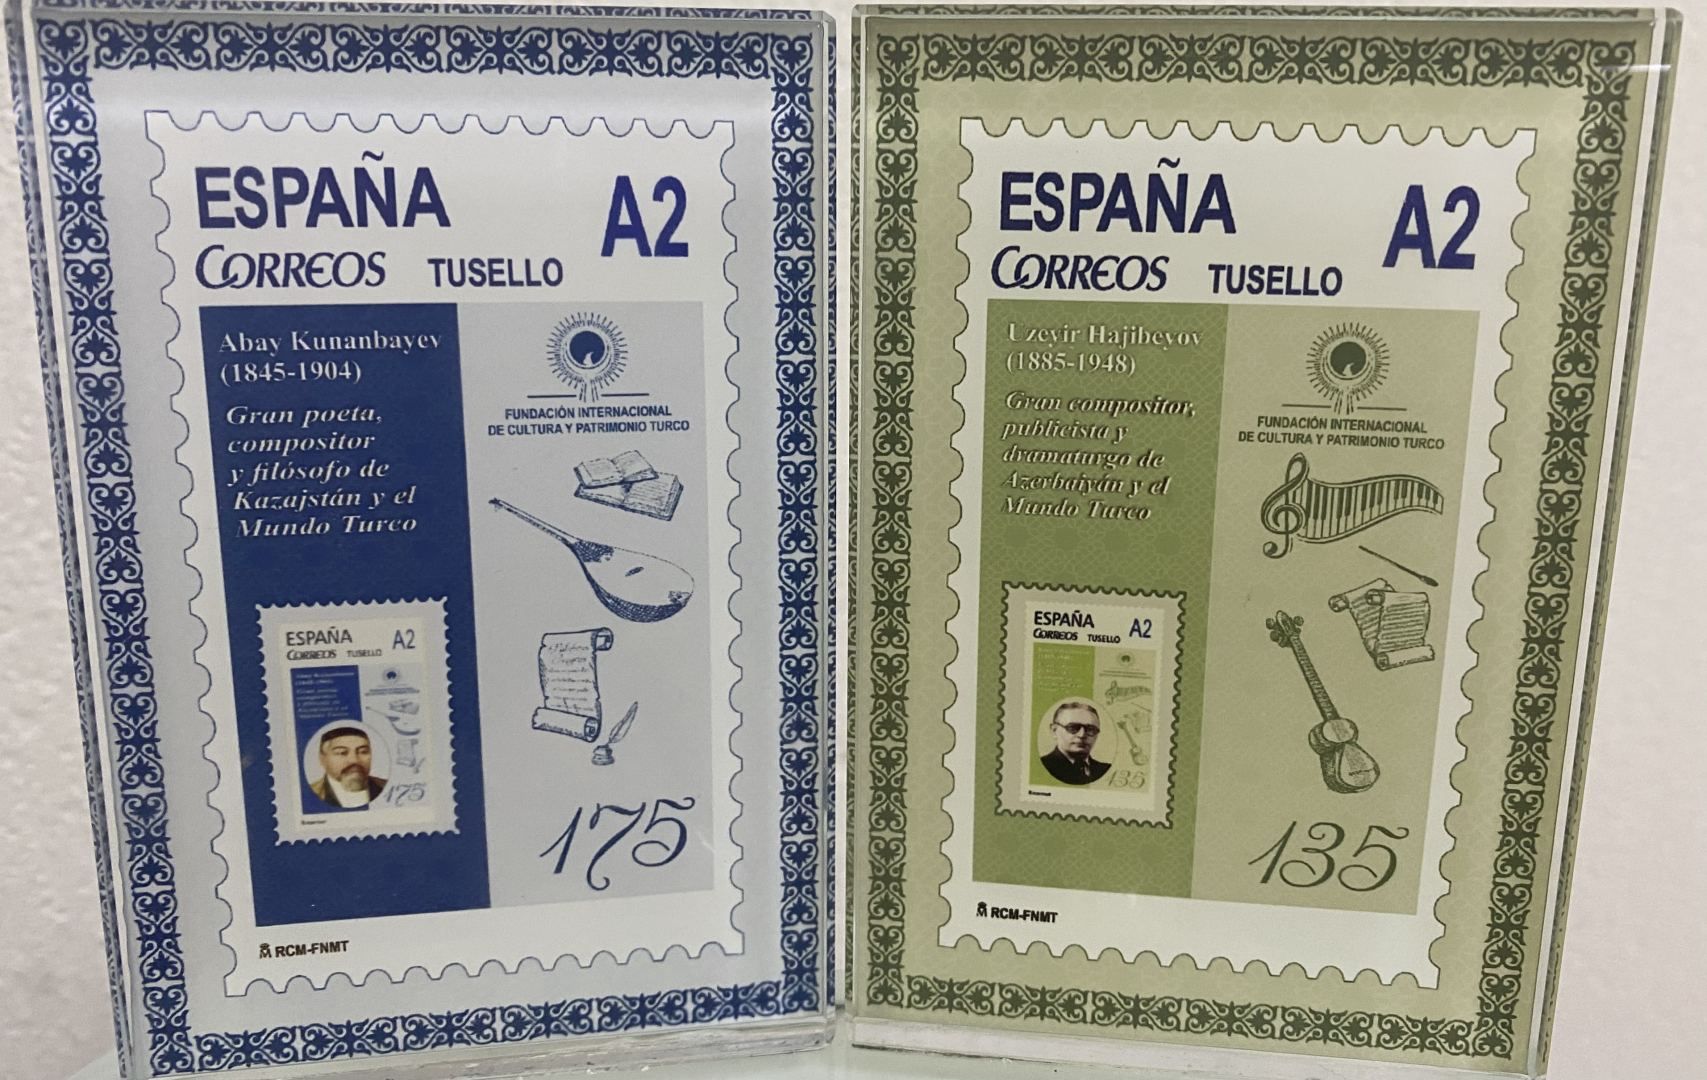 ESPAÑA
A2
CORREOS TUSELLO
Abay Kunanbayev
(1845-1904)
Gran poeta,
compositor
y filósofo de
Kazajstán y el
Mundo Turco
FUNDACIÓN INTERNACIONAL
DE CULTURA Y PATRIMONIO TURCO
ESPAÑA
A2
CORREOS TUSELLO
175
175
RCM-FNMT
ESPAÑA
A2
CORREOS TUSELLO
Uzeyir Hajibeyov
(1885-1948)
Gran compositor,
publicista y
dramaturgo de
Azerbaiyán y el
Mundo Turco
FUNDACIÓN INTERNACIONAL
DE CULTURA Y PATRIMONIO TURCO
ESPAÑA
A2
CORREOS TUSELLO
135
135
RCM-FNMT